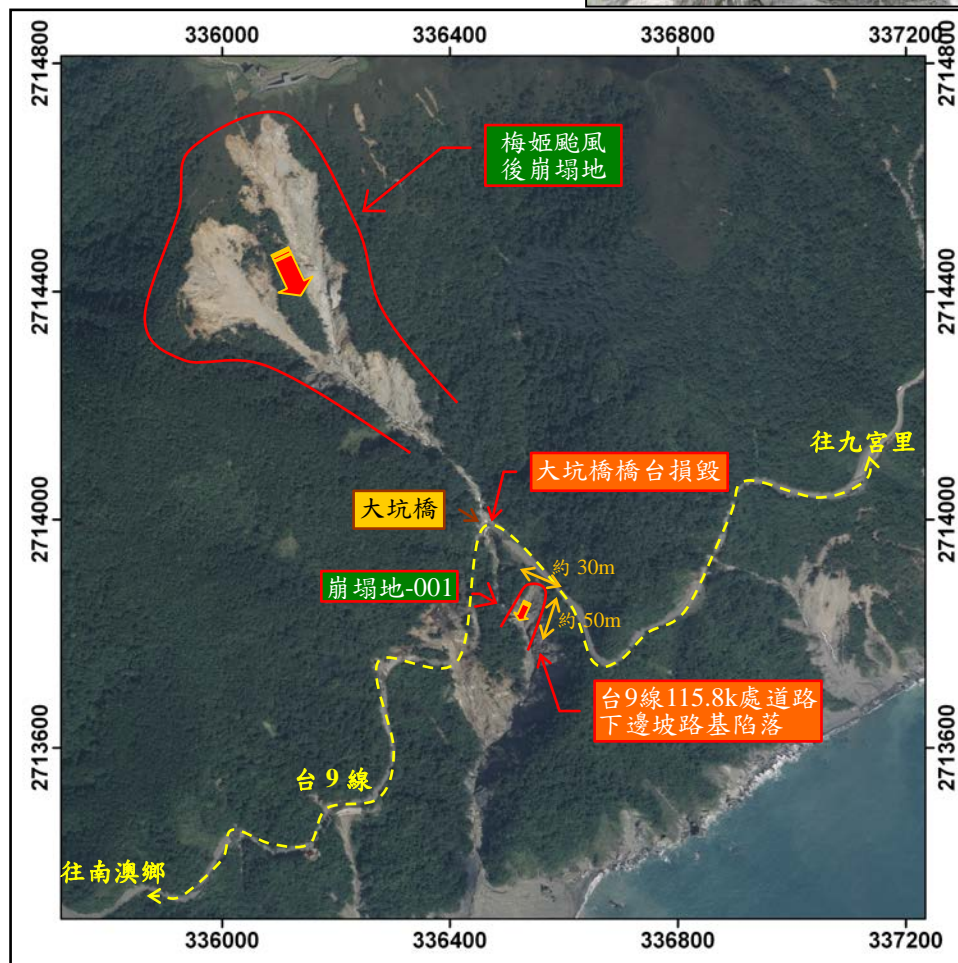 336000
336400
336800
337200
2714800
2714800
梅姬颱風
後崩塌地
2714400
2714400
往九宮里
大坑橋橋台損毀
大坑橋
2714000
2714000
約 30m
崩塌地-001
約 50m
台9線115.8k處道路
下邊坡路基陷落
2713600
2713600
台 9 線
往南澳鄉
336000
336400
336800
337200